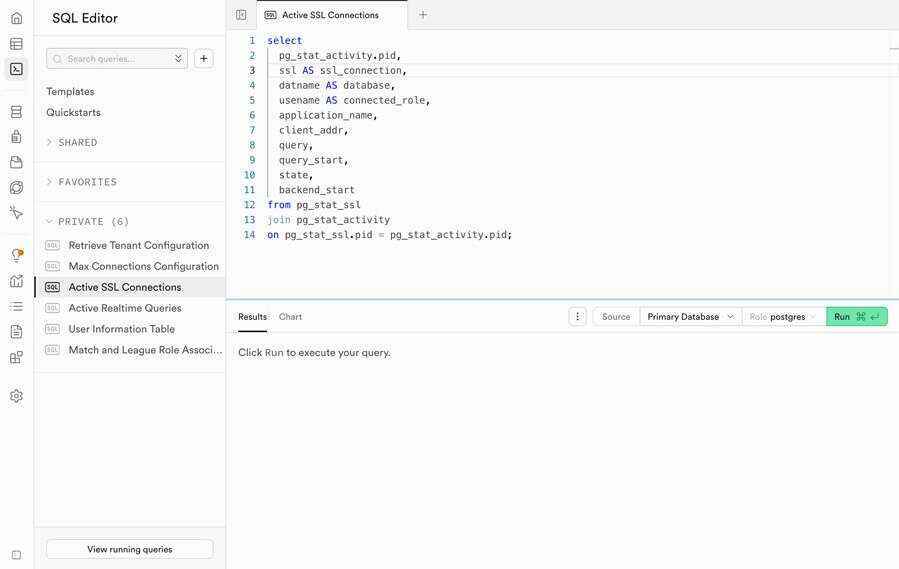 SQL Editor
Search queries...
Templates
Quickstarts
SHARED
FAVORITES
PRIVATE (6)
SQL Retrieve Tenant Configuration
SQL Max Connections Configuration
SQL Active SSL Connections
SQL Active Realtime Queries
SQL User Information Table
SQL Match and League Role Associ...
View running queries
SQL Active SSL Connections
1 select
2 pg_stat_activity.pid,
3 ssl AS ssl_connection,
4 datname AS database,
5 usename AS connected_role,
6 application_name,
7 client_addr,
8 query,
9 query_start,
10 state,
11 backend_start
12 from pg_stat_ssl
13 join pg_stat_activity
14 on pg_stat_ssl.pid = pg_stat_activity.pid;
Results Chart Source Primary Database Role postgres Run ⌘ ↵
Click Run to execute your query.